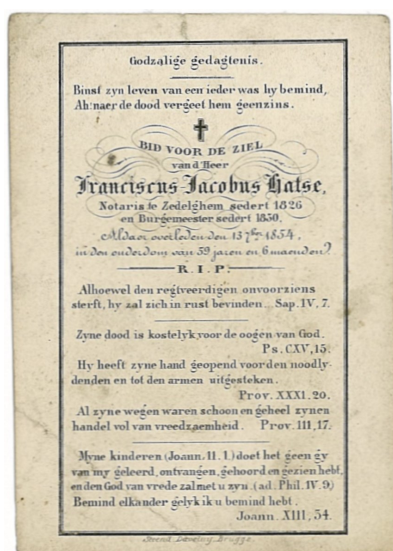 Godzalige gedagtenis.
Binst zyn leven van een ieder was hy bemind,
Ah: naer de dood vergeet hem geenzins.
BID VOOR DE ZIEL
van d'Heer
Franciscus Jacobus Hatse,
Notaris te Zedelghem sedert 1826
en Burgemeester sedert 1830.
Aldaer overleden den 13 7ber 1854,
in den ouderdom van 59 jaren en 6 maenden.
R.I.P.
Alhoewel den regtveerdigen onvoorziens
sterft, hy zal zich in rust bevinden. Sap. IV, 7.
Zyne dood is kostelyk voor de oogen van God.
Ps. CXV, 15.
Hy heeft zyne hand geopend voor den noodly-
denden en tot den armen uitgesteken.
Prov. XXXI. 20.
Al zyne wegen waren schoon en geheel zynen
handel vol van vreedzaemheid. Prov. III, 17.
Myne kinderen (Joann. II. 1.) doet het geen gy
van my geleerd, ontvangen, gehoord en gezien hebt,
en den God van vrede zal met u zyn. (ad. Phil. IV. 9.)
Bemind elkander gelyk ik u bemind hebt.
Joann. XIII, 34.
Brugge.